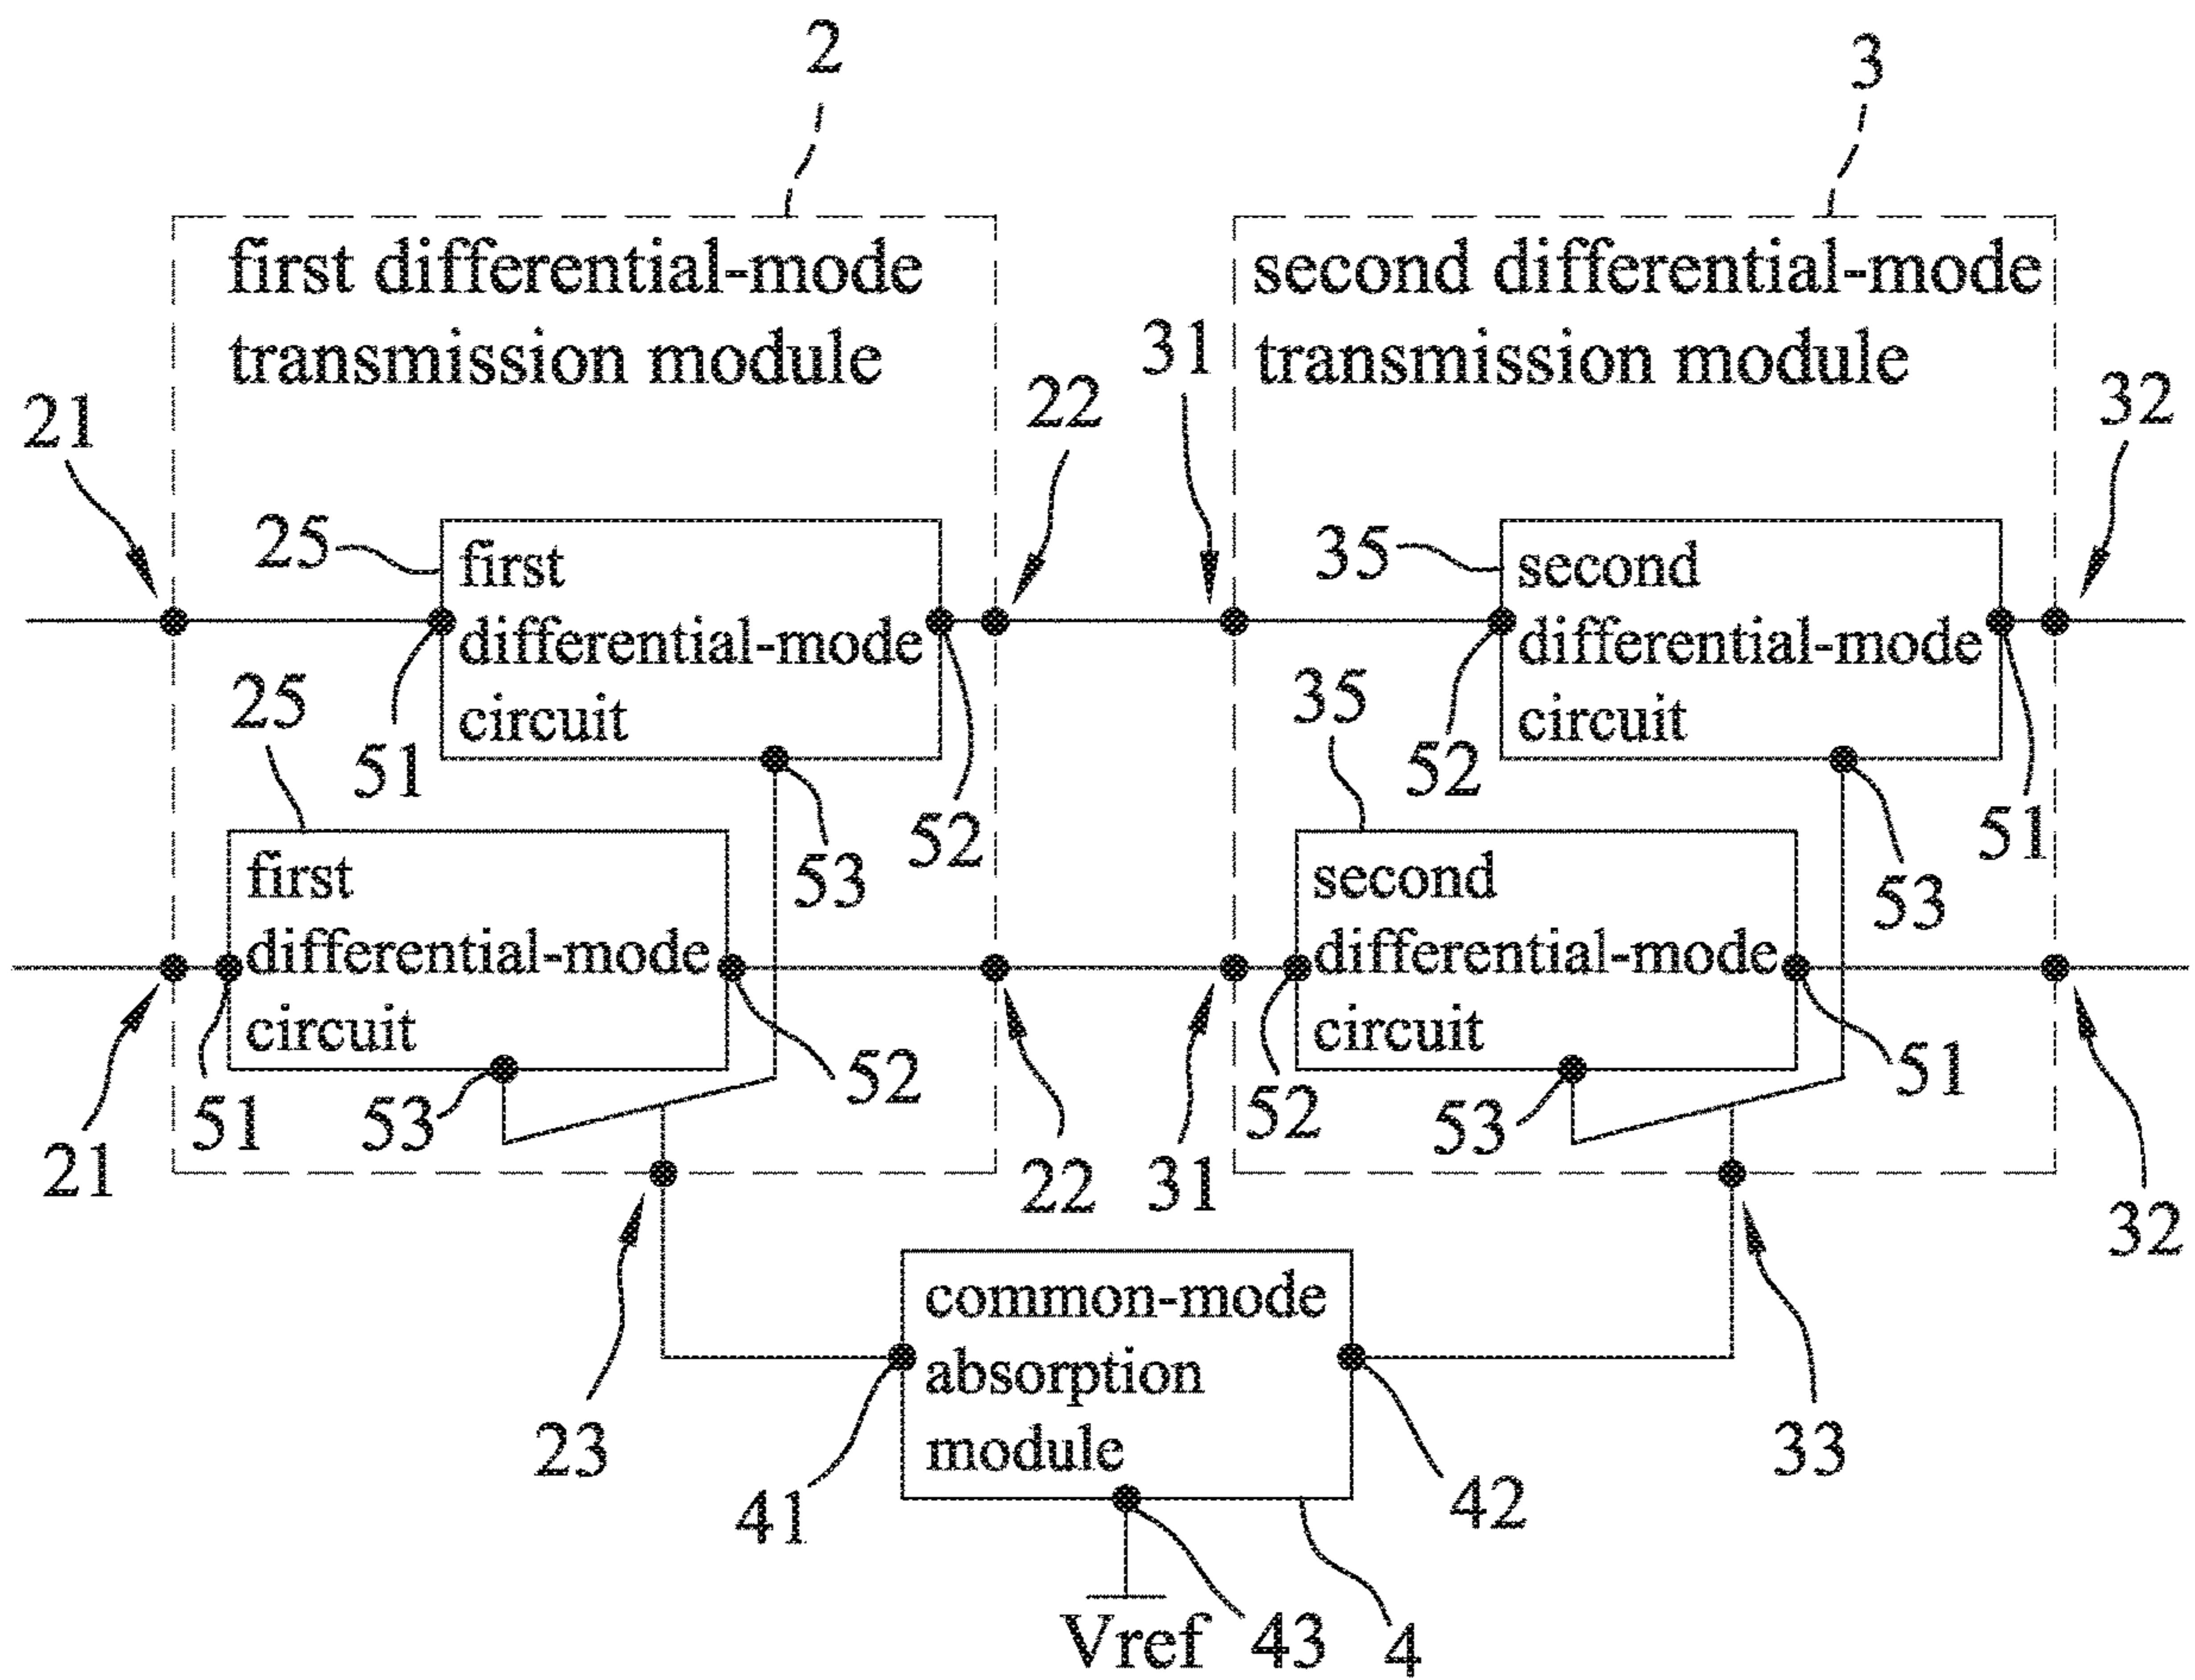 2
3
first differential-mode
transmission module
second differential-mode
transmission module
21
22
31
32
25
first
differential-mode
circuit
35
second
differential-mode
circuit
51
53
52
52
53
51
25
first
differential-mode
circuit
35
second
differential-mode
circuit
51
53
52
52
53
51
21
22
31
32
23
33
common-mode
absorption
module
41
42
Vref
43
4